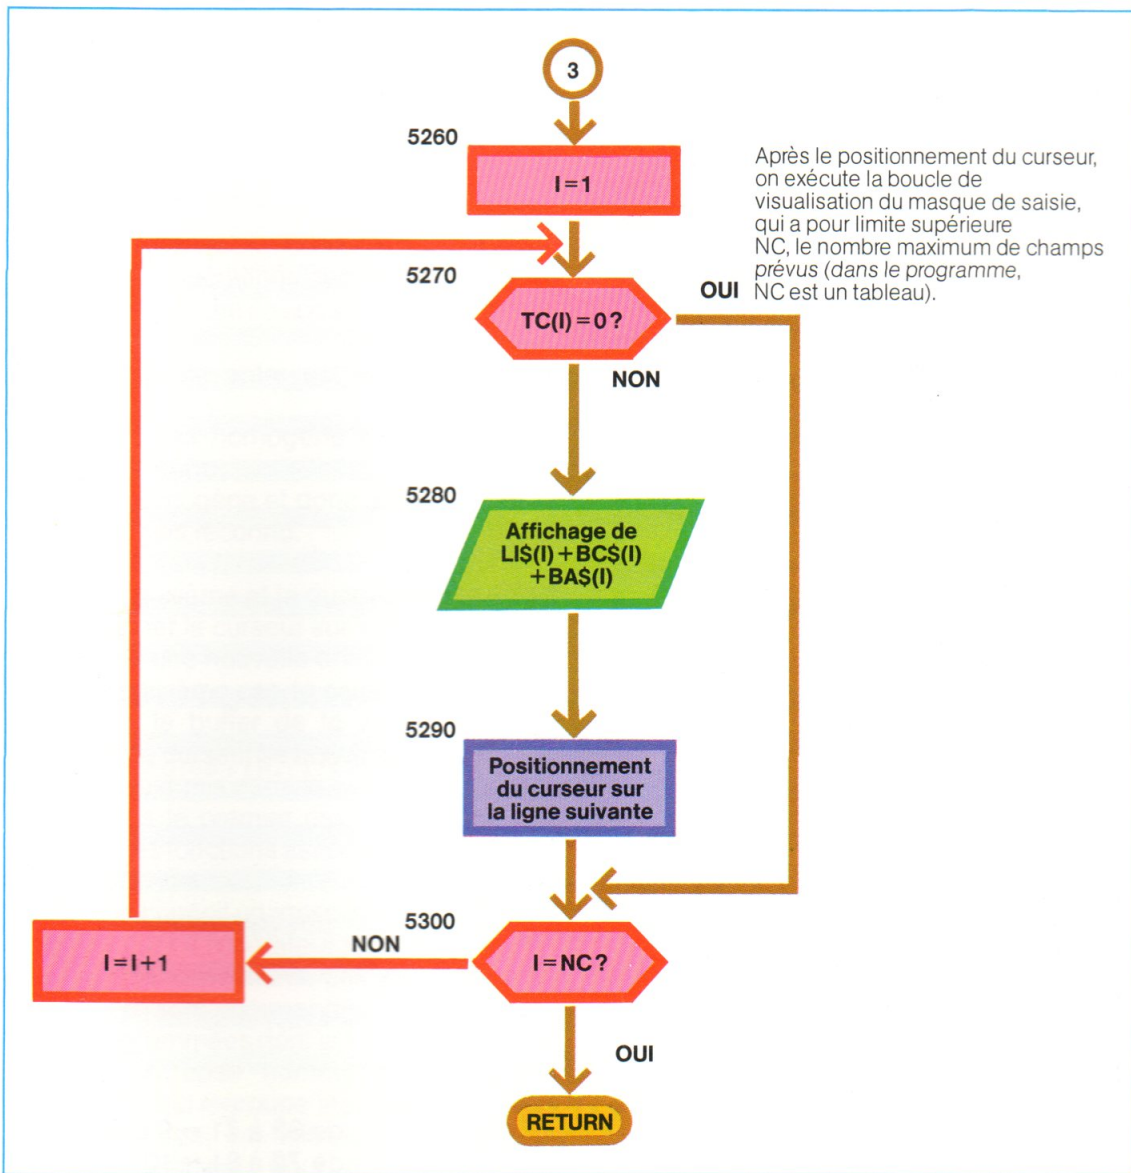 3
5260
I=1
Après le positionnement du curseur,
on exécute la boucle de
visualisation du masque de saisie,
qui a pour limite supérieure
NC, le nombre maximum de champs
prévus (dans le programme,
NC est un tableau).
5270
TC(I)=0?
OUI
NON
5280
Affichage de
LI$(I)+BC$(I)
+BA$(I)
5290
Positionnement
du curseur sur
la ligne suivante
5300
I=NC?
NON
I=I+1
OUI
RETURN